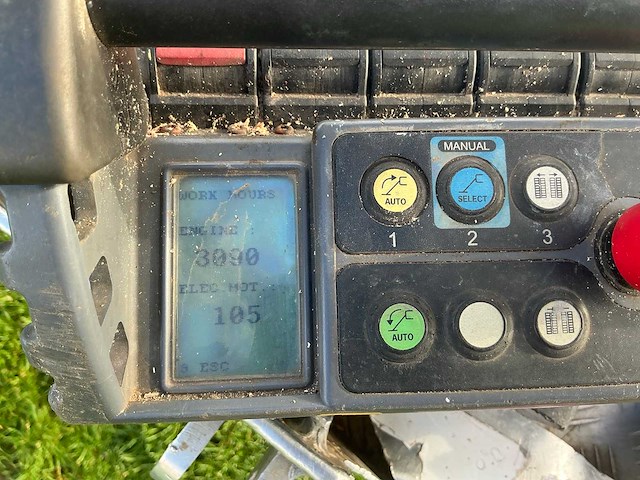 WORK HOURS
ENGINE :
3090
ELEC MOT.:
105
ESC
MANUAL
AUTO
SELECT
1
2
3
AUTO